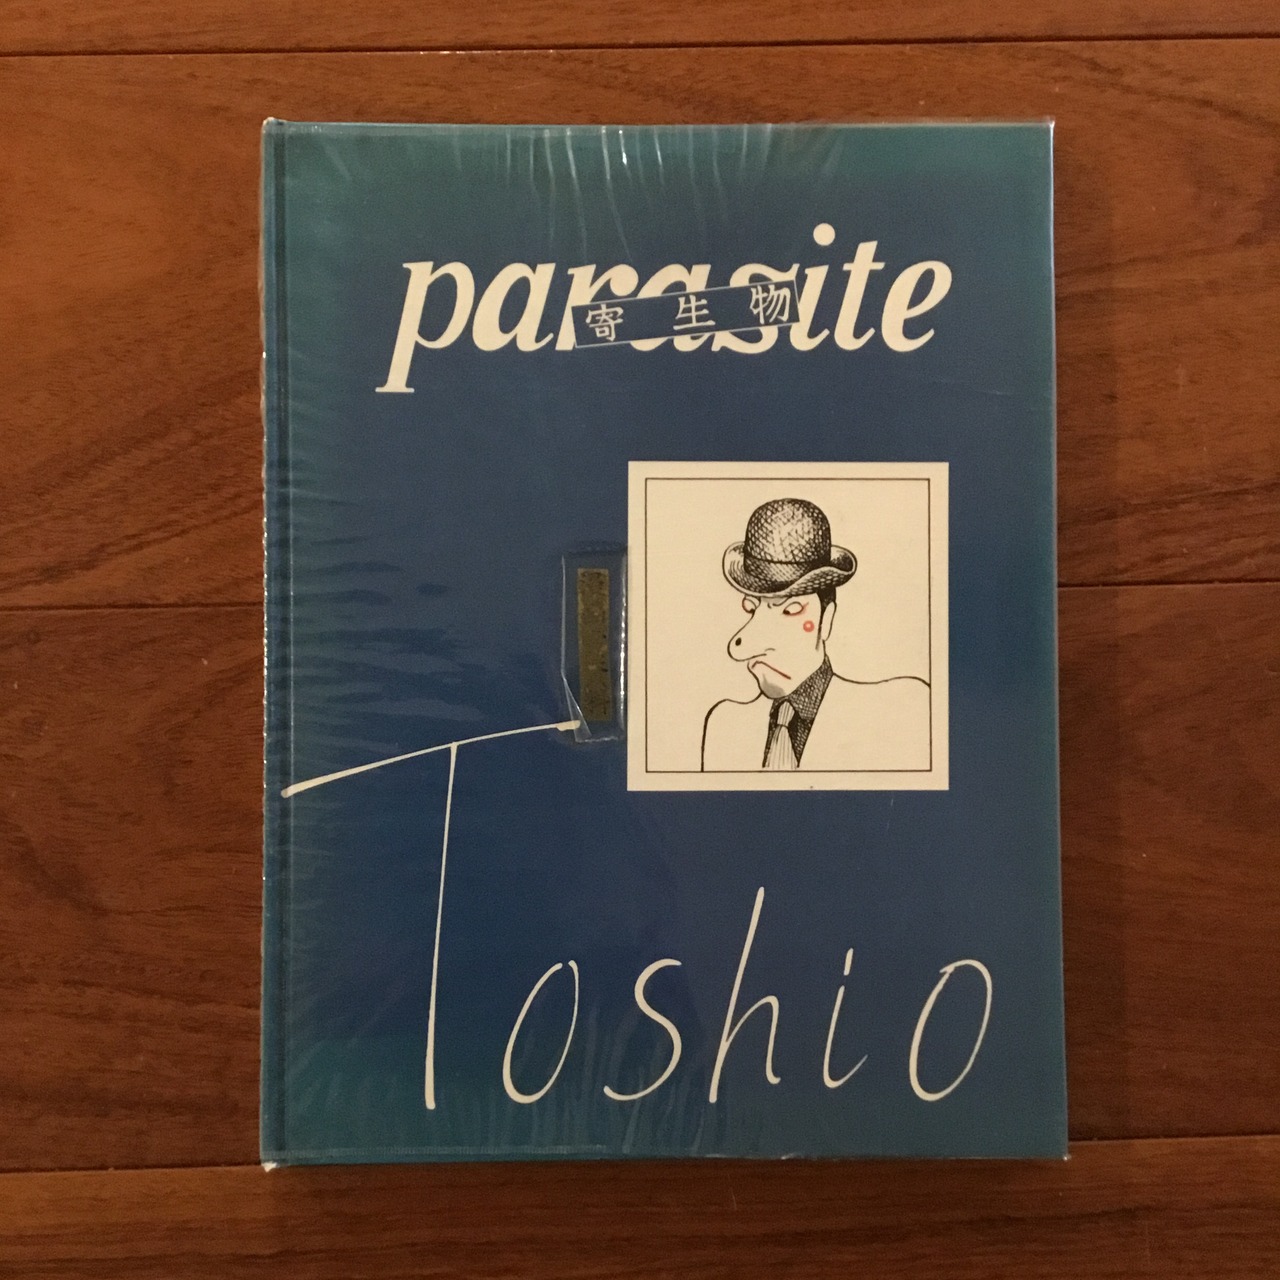 parasite
寄生物
Toshio